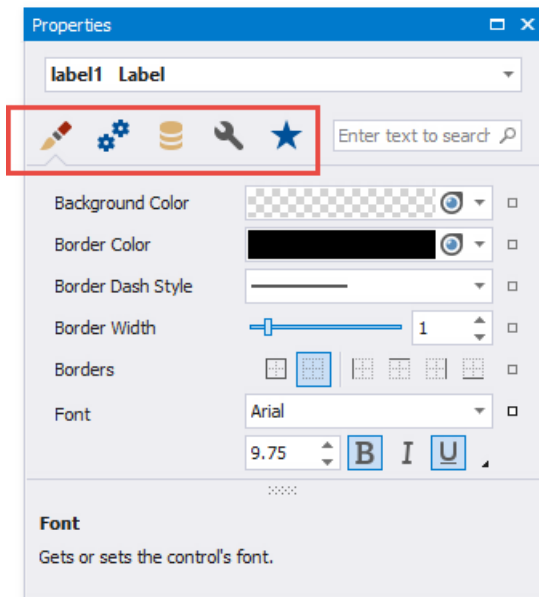 Properties
label1 Label
Enter text to search
Background Color
Border Color
Border Dash Style
Border Width 1
Borders
Font Arial
9.75 B I U
Font
Gets or sets the control's font.